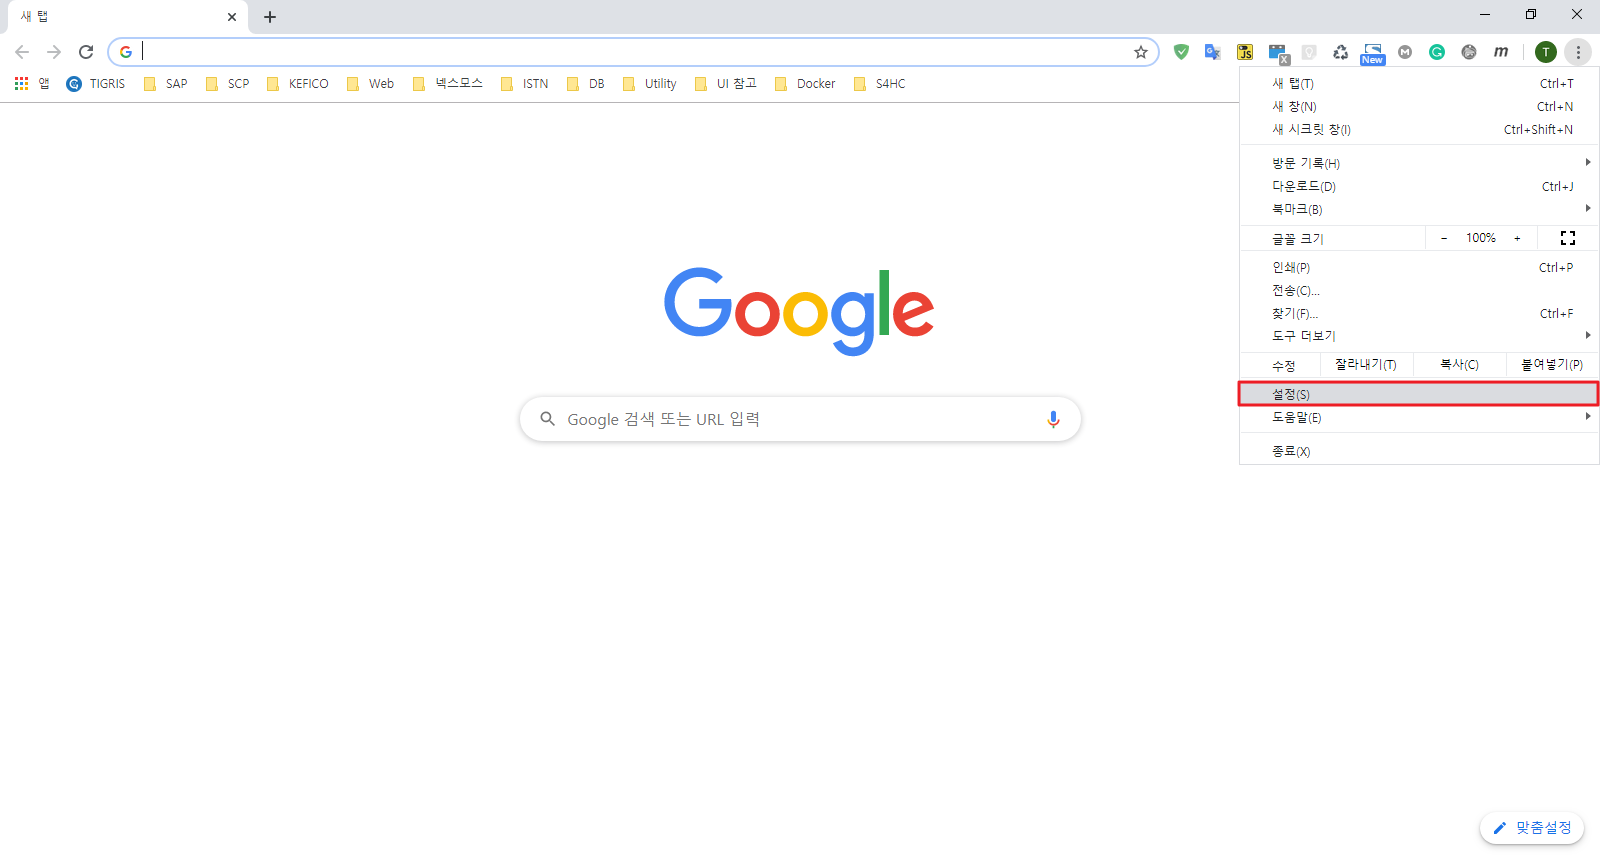 새 탭
앱 TIGRIS SAP SCP KEFICO Web 넥스모스 ISTN DB Utility UI 참고 Docker S4HC
JS X New M G m T
새 탭(T) Ctrl+T
새 창(N) Ctrl+N
새 시크릿 창(I) Ctrl+Shift+N
방문 기록(H)
다운로드(D) Ctrl+J
북마크(B)
글꼴 크기 - 100% +
인쇄(P) Ctrl+P
전송(C)...
찾기(F)... Ctrl+F
도구 더보기
수정 잘라내기(T) 복사(C) 붙여넣기(P)
설정(S)
도움말(E)
종료(X)
Google
Google 검색 또는 URL 입력
맞춤설정